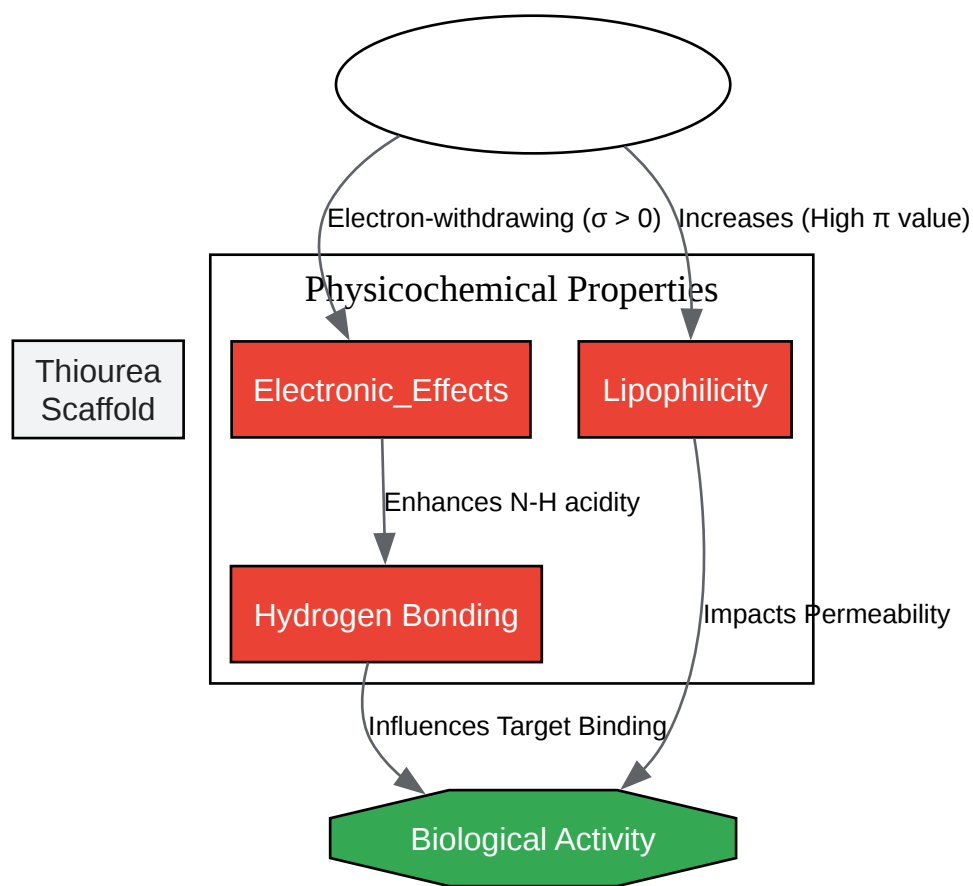 Electron-withdrawing (σ > 0)
Increases (High π value)
Physicochemical Properties
Thiourea
Scaffold
Electronic_Effects
Lipophilicity
Enhances N-H acidity
Hydrogen Bonding
Impacts Permeability
Influences Target Binding
Biological Activity